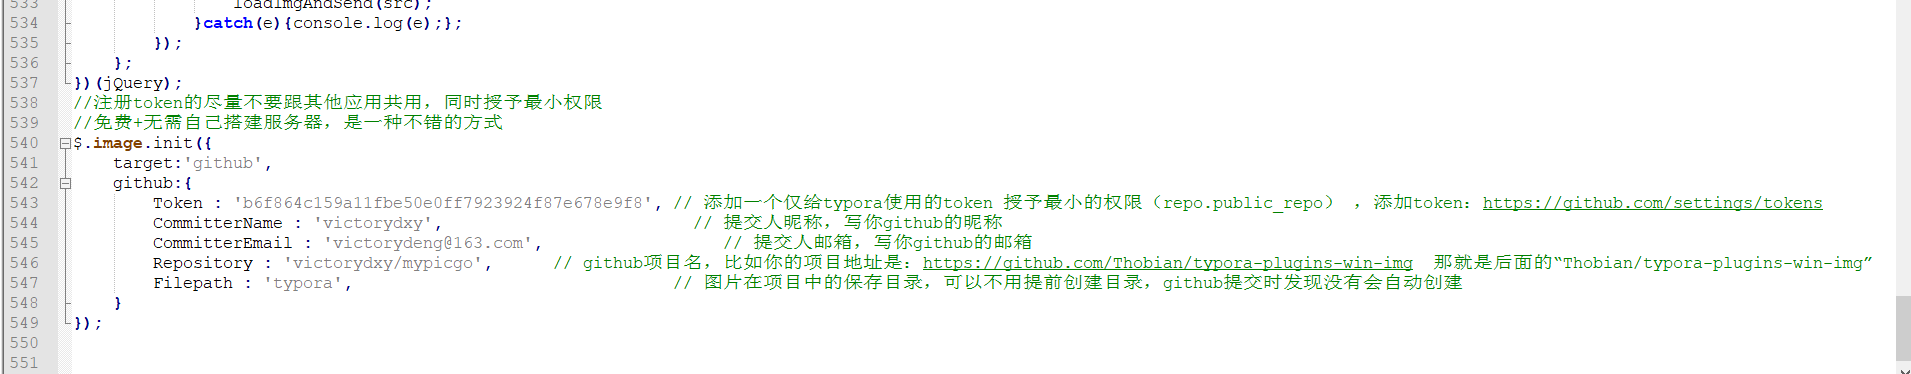 533 loadImgAndSend(src);
534 }catch(e){console.log(e);};
535 });
536 };
537 })(jQuery);
538 //注册token的尽量不要跟其他应用共用，同时授予最小权限
539 //免费+无需自己搭建服务器，是一种不错的方式
540 $.image.init({
541 target:'github',
542 github:{
543 Token : 'b6f864c159a11fbe50e0ff7923924f87e678e9f8', // 添加一个仅给typora使用的token 授予最小的权限（repo.public_repo） ，添加token：https://github.com/settings/tokens
544 CommitterName : 'victorydxy', // 提交人昵称，写你github的昵称
545 CommitterEmail : 'victorydeng@163.com', // 提交人邮箱，写你github的邮箱
546 Repository : 'victorydxy/mypicgo', // github项目名，比如你的项目地址是：https://github.com/Thobian/typora-plugins-win-img 那就是后面的“Thobian/typora-plugins-win-img”
547 Filepath : 'typora', // 图片在项目中的保存目录，可以不用提前创建目录，github提交时发现没有会自动创建
548 }
549 });
550
551